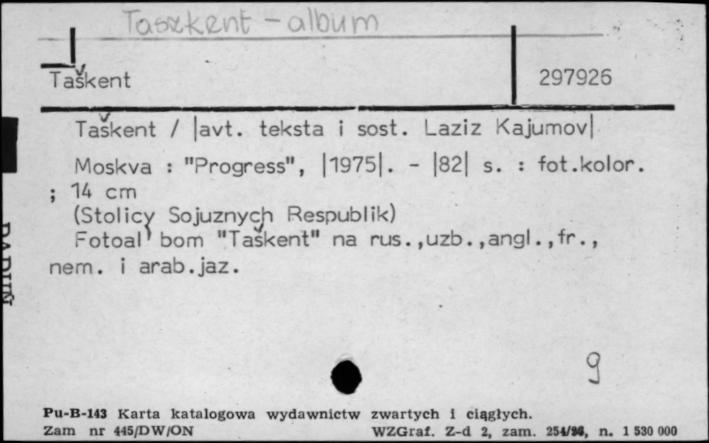 Taszkent - album
Taškent 297926
Taškent / |avt. teksta i sost. Laziz Kajumov|
Moskva : "Progress", |1975|. - |82| s. : fot.kolor.
; 14 cm
(Stolicy Sojuznych Respublik)
Fotoal'bom "Taškent" na rus.,uzb.,angl.,fr.,
nem. i arab.jaz.
9
Pu-B-143 Karta katalogowa wydawnictw zwartych i ciągłych.
Zam nr 445/DW/ON WZGraf. Z-d 2, zam. 254/86, n. 1 530 000